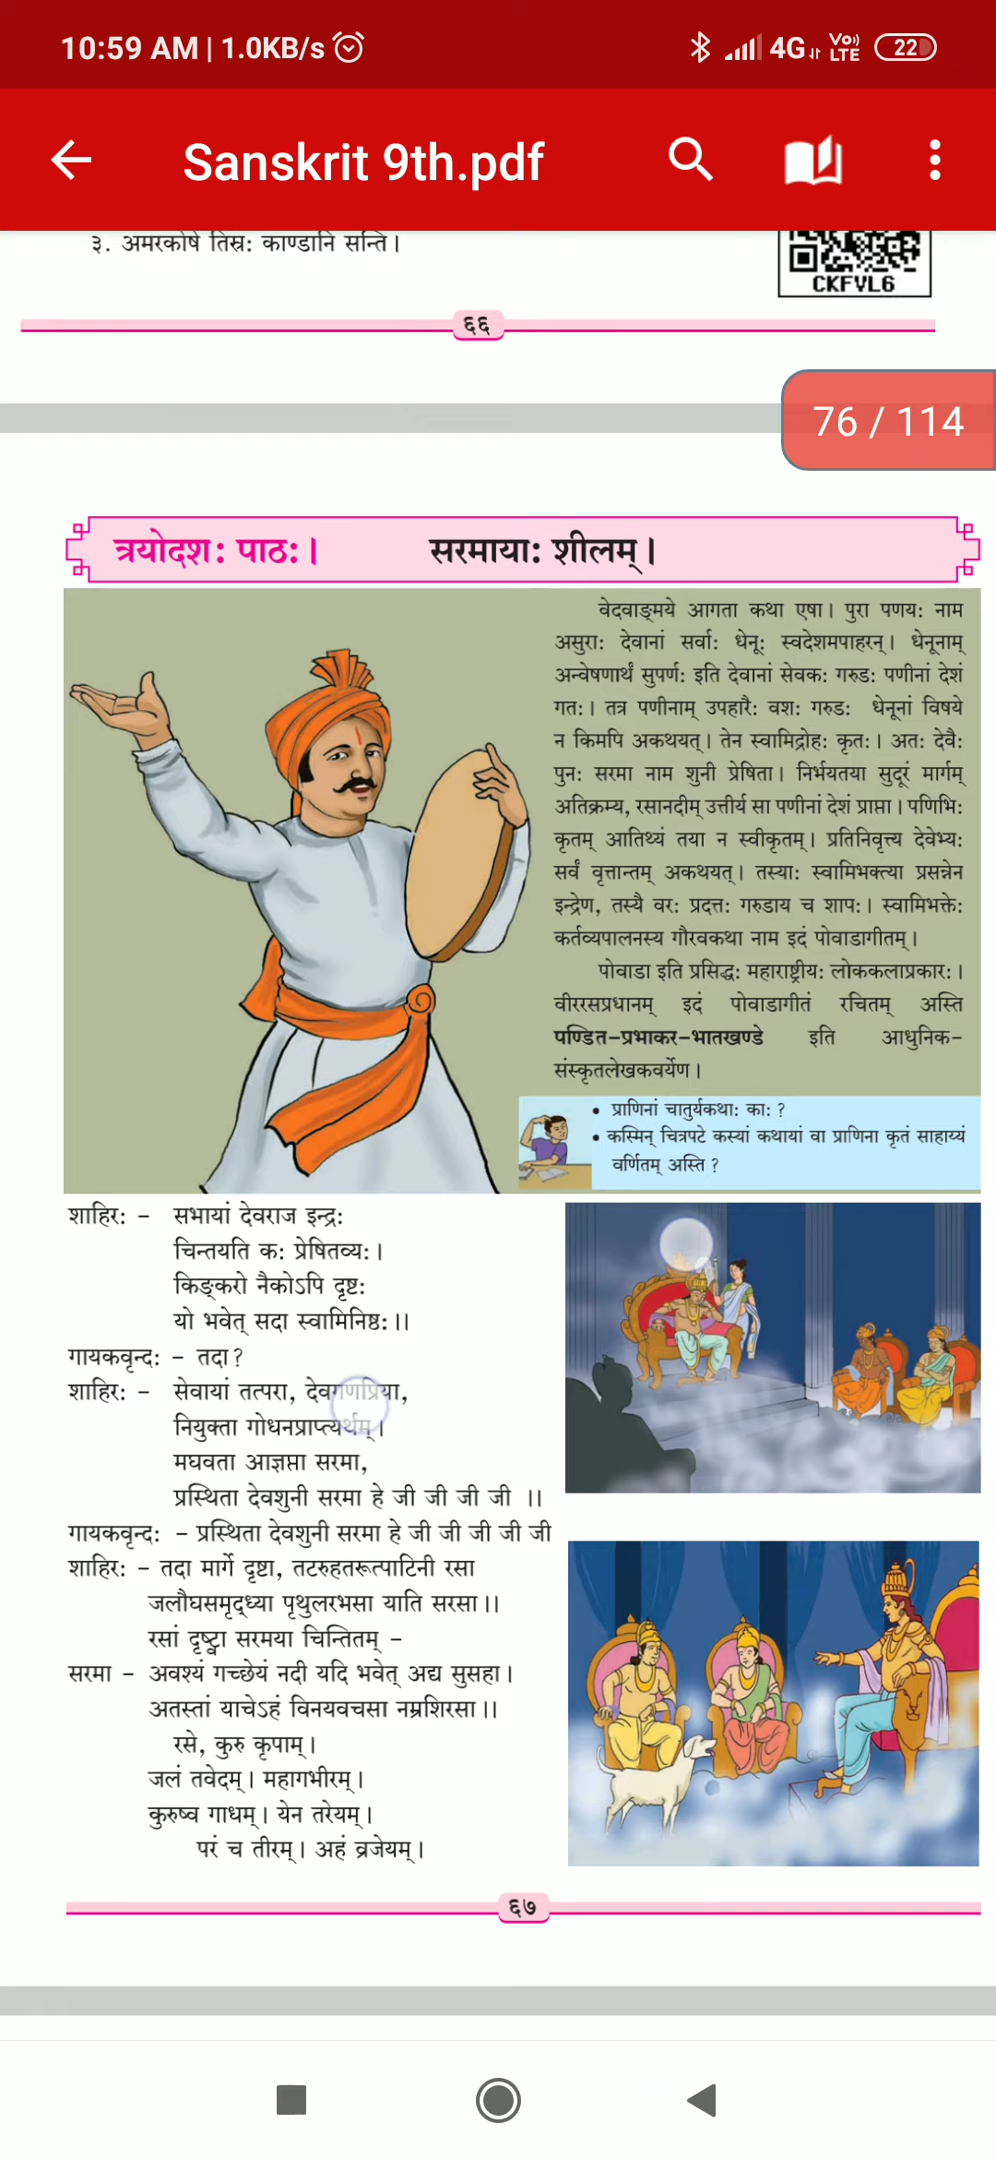 10:59 AM | 1.0KB/s
4G
Vo))
LTE
22
Sanskrit 9th.pdf
३. अमरकोषे तिस्र: काण्डानि सन्ति।
CKFVL6
६६
76 / 114
त्रयोदश: पाठ:। सरमाया: शीलम्।
वेदवाङ्मये आगता कथा एषा। पुरा पणय: नाम
असुरा: देवानां सर्वा: धेनू: स्वदेशमपाहरन्। धेनूनाम्
अन्वेषणार्थं सुपर्ण: इति देवानां सेवक: गरुड: पणीनां देशं
गत:। तत्र पणीनाम् उपहारै: वश: गरुड: धेनूनां विषये
न किमपि अकथयत्। तेन स्वामिद्रोह: कृत:। अत: देवै:
पुन: सरमा नाम शुनी प्रेषिता। निर्भयतया सुदूरं मार्गम्
अतिक्रम्य, रसानदीम् उत्तीर्य सा पणीनां देशं प्राप्ता। पणिभि:
कृतम् आतिथ्यं तया न स्वीकृतम्। प्रतिनिवृत्त्य देवेभ्य:
सर्वं वृत्तान्तम् अकथयत्। तस्या: स्वामिभक्त्या प्रसन्नेन
इन्द्रेण, तस्यै वर: प्रदत्त: गरुडाय च शाप:। स्वामिभक्ते:
कर्तव्यपालनस्य गौरवकथा नाम इदं पोवाडागीतम्।
पोवाडा इति प्रसिद्ध: महाराष्ट्रीय: लोककलाप्रकार:।
वीररसप्रधानम् इदं पोवाडागीतं रचितम् अस्ति
पण्डित-प्रभाकर-भातखण्डे इति आधुनिक-
संस्कृतलेखकवर्येण।
• प्राणिनां चातुर्यकथा: का: ?
• कस्मिन् चित्रपटे कस्यां कथायां वा प्राणिना कृतं साहाय्यं
वर्णितम् अस्ति ?
शाहिर: - सभायां देवराज इन्द्र:
चिन्तयति क: प्रेषितव्य:।
किङ्करो नैकोऽपि दृष्ट:
यो भवेत् सदा स्वामिनिष्ठ:।।
गायकवृन्द: - तदा?
शाहिर: - सेवायां तत्परा, देवगणप्रिया,
नियुक्ता गोधनप्राप्त्यर्थम्।
मघवता आज्ञप्ता सरमा,
प्रस्थिता देवशुनी सरमा हे जी जी जी जी ।।
गायकवृन्द: - प्रस्थिता देवशुनी सरमा हे जी जी जी जी जी
शाहिर: - तदा मार्गे दृष्टा, तटरुहतरूत्पाटिनी रसा
जलौघसमृद्ध्या पृथुलरभसा याति सरसा।।
रसां दृष्ट्वा सरमया चिन्तितम् -
सरमा - अवश्यं गच्छेयं नदी यदि भवेत् अद्य सुसहा।
अतस्तां याचेऽहं विनयवचसा नम्रशिरसा।।
रसे, कुरु कृपाम्।
जलं तवेदम्। महागभीरम्।
कुरुष्व गाधम्। येन तरेयम्।
परं च तीरम्। अहं व्रजेयम्।
६७